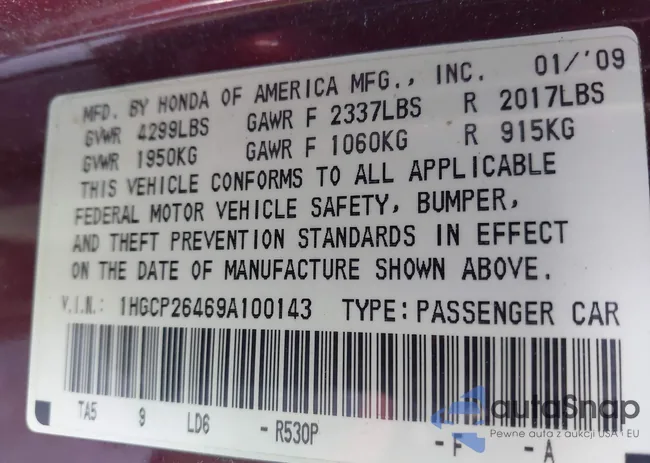 MFD. BY HONDA OF AMERICA MFG., INC. 01/'09
GVWR 4299LBS GAWR F 2337LBS R 2017LBS
GVWR 1950KG GAWR F 1060KG R 915KG
THIS VEHICLE CONFORMS TO ALL APPLICABLE
FEDERAL MOTOR VEHICLE SAFETY, BUMPER,
AND THEFT PREVENTION STANDARDS IN EFFECT
ON THE DATE OF MANUFACTURE SHOWN ABOVE.
V.I.N.: 1HGCP26469A100143 TYPE: PASSENGER CAR
TA5 9 LD6 - R530P - F - A
autaSnap
Pewne auta z aukcji USA i EU